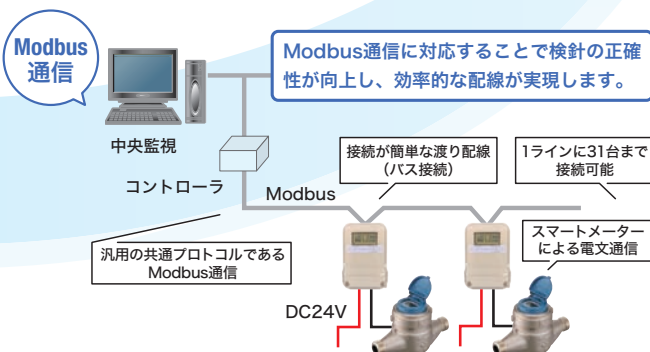 Modbus
通信
Modbus通信に対応することで検針の正確
性が向上し、効率的な配線が実現します。
中央監視
接続が簡単な渡り配線
（バス接続）
1ラインに31台まで
接続可能
コントローラ
Modbus
汎用の共通プロトコルである
Modbus通信
スマートメーター
による電文通信
DC24V